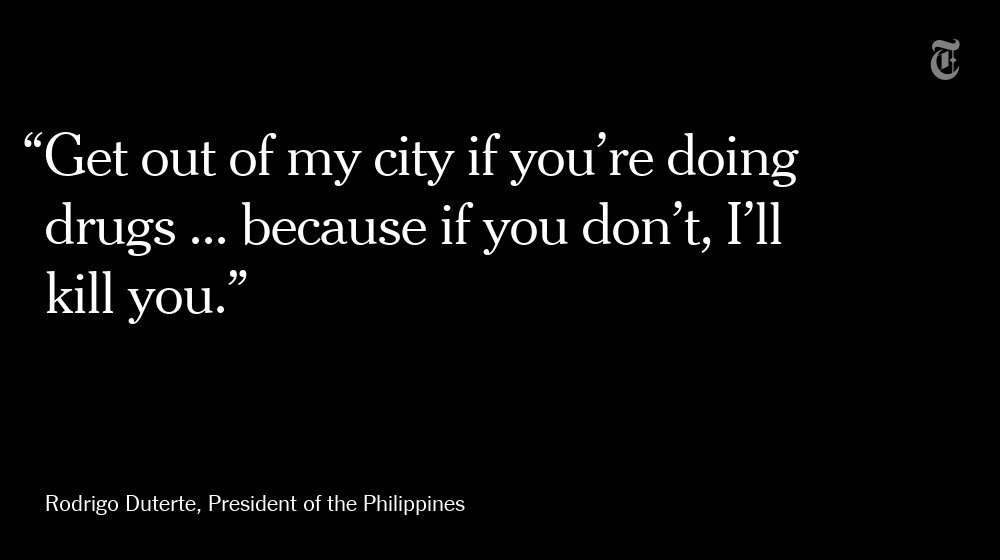 T
“Get out of my city if you’re doing
drugs ... because if you don’t, I’ll
kill you.”
Rodrigo Duterte, President of the Philippines